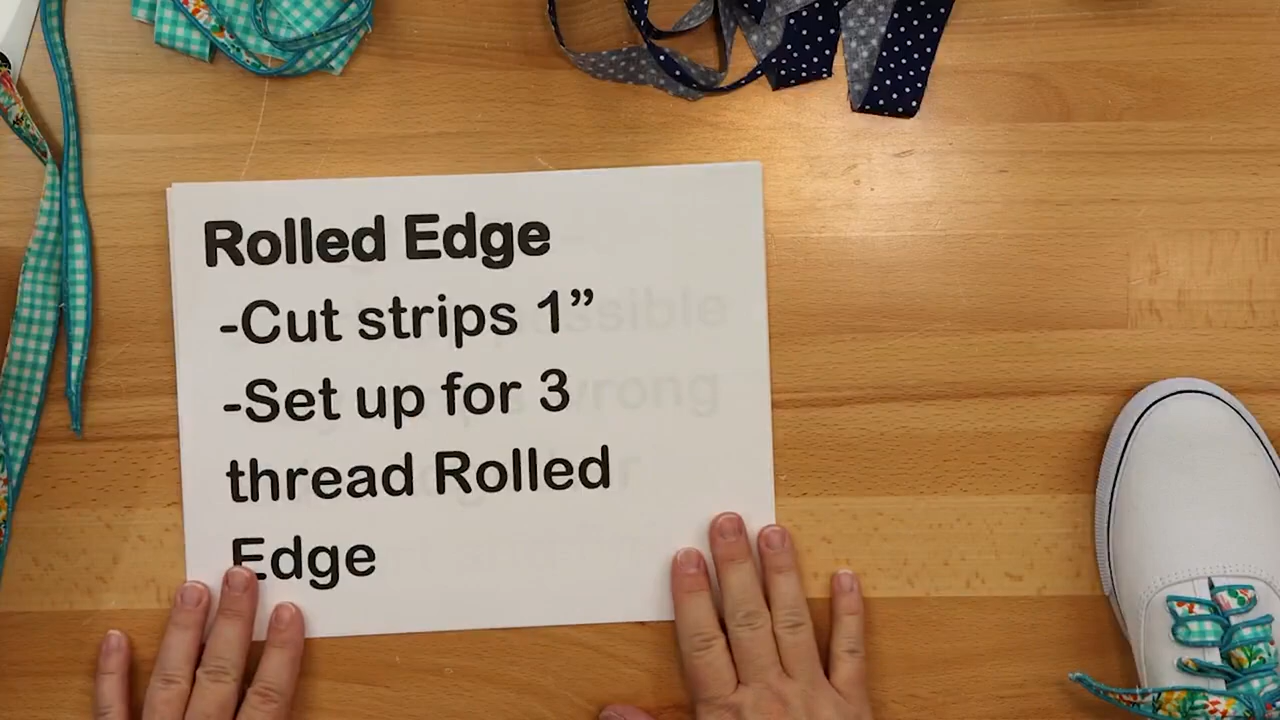 Rolled Edge
-Cut strips 1”
-Set up for 3
thread Rolled
Edge